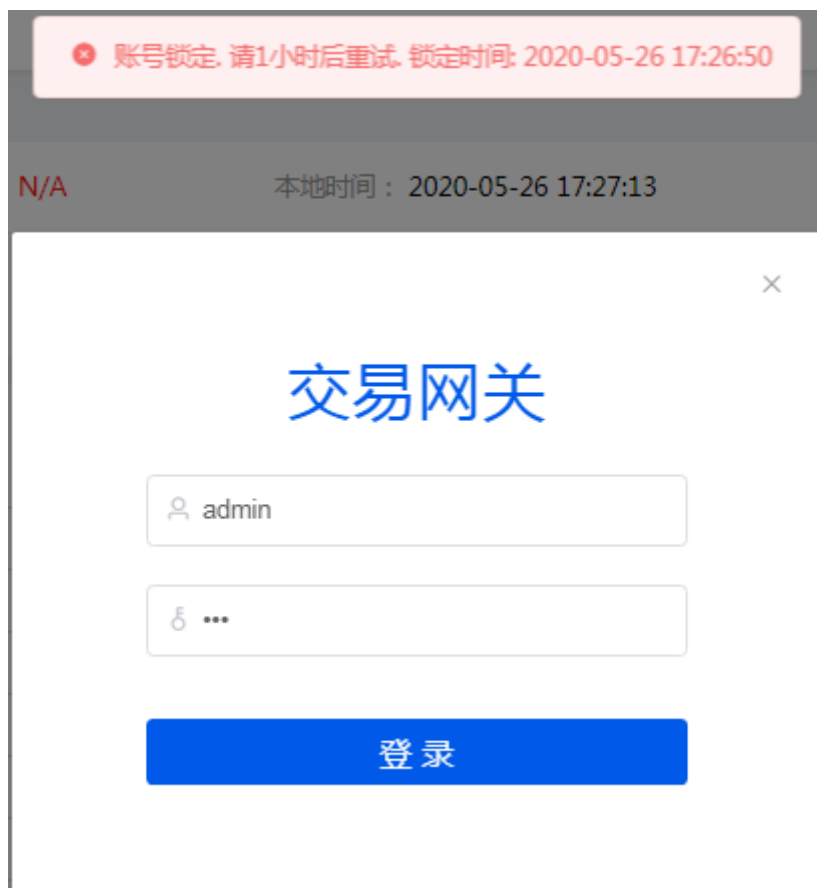 账号锁定. 请1小时后重试. 锁定时间: 2020-05-26 17:26:50
N/A 本地时间： 2020-05-26 17:27:13
交易网关
admin
•••
登录